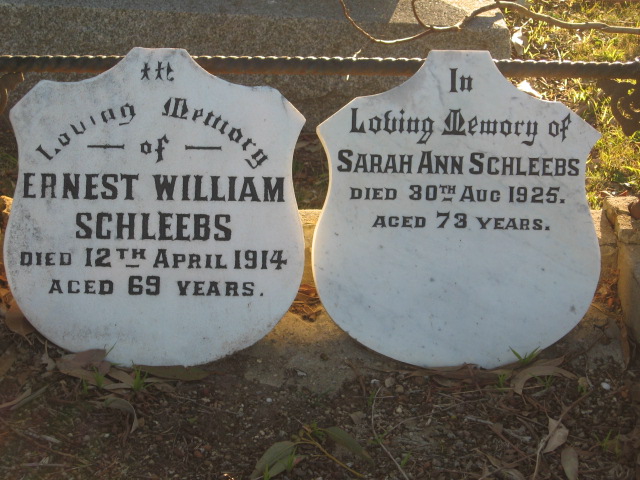 In
Loving Memory
of
ERNEST WILLIAM
SCHLEEBS
DIED 12TH APRIL 1914
AGED 69 YEARS.
In
Loving Memory of
SARAH ANN SCHLEEBS
DIED 30TH AUG 1925.
AGED 73 YEARS.